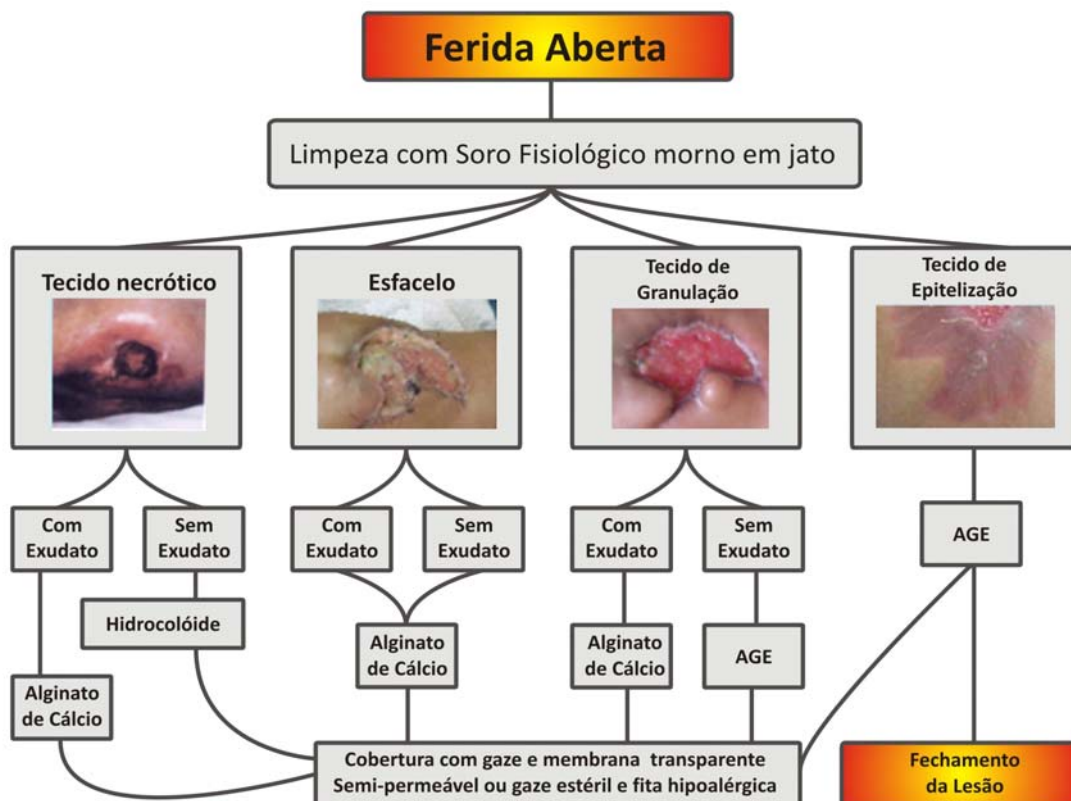 Ferida Aberta
Limpeza com Soro Fisiológico morno em jato
Tecido necrótico
Esfacelo
Tecido de
Granulação
Tecido de
Epitelização
Com
Exudato
Sem
Exudato
Com
Exudato
Sem
Exudato
Com
Exudato
Sem
Exudato
AGE
Hidrocolóide
Alginato
de Cálcio
Alginato
de Cálcio
Alginato
de Cálcio
AGE
Cobertura com gaze e membrana transparente
Semi-permeável ou gaze estéril e fita hipoalérgica
Fechamento
da Lesão